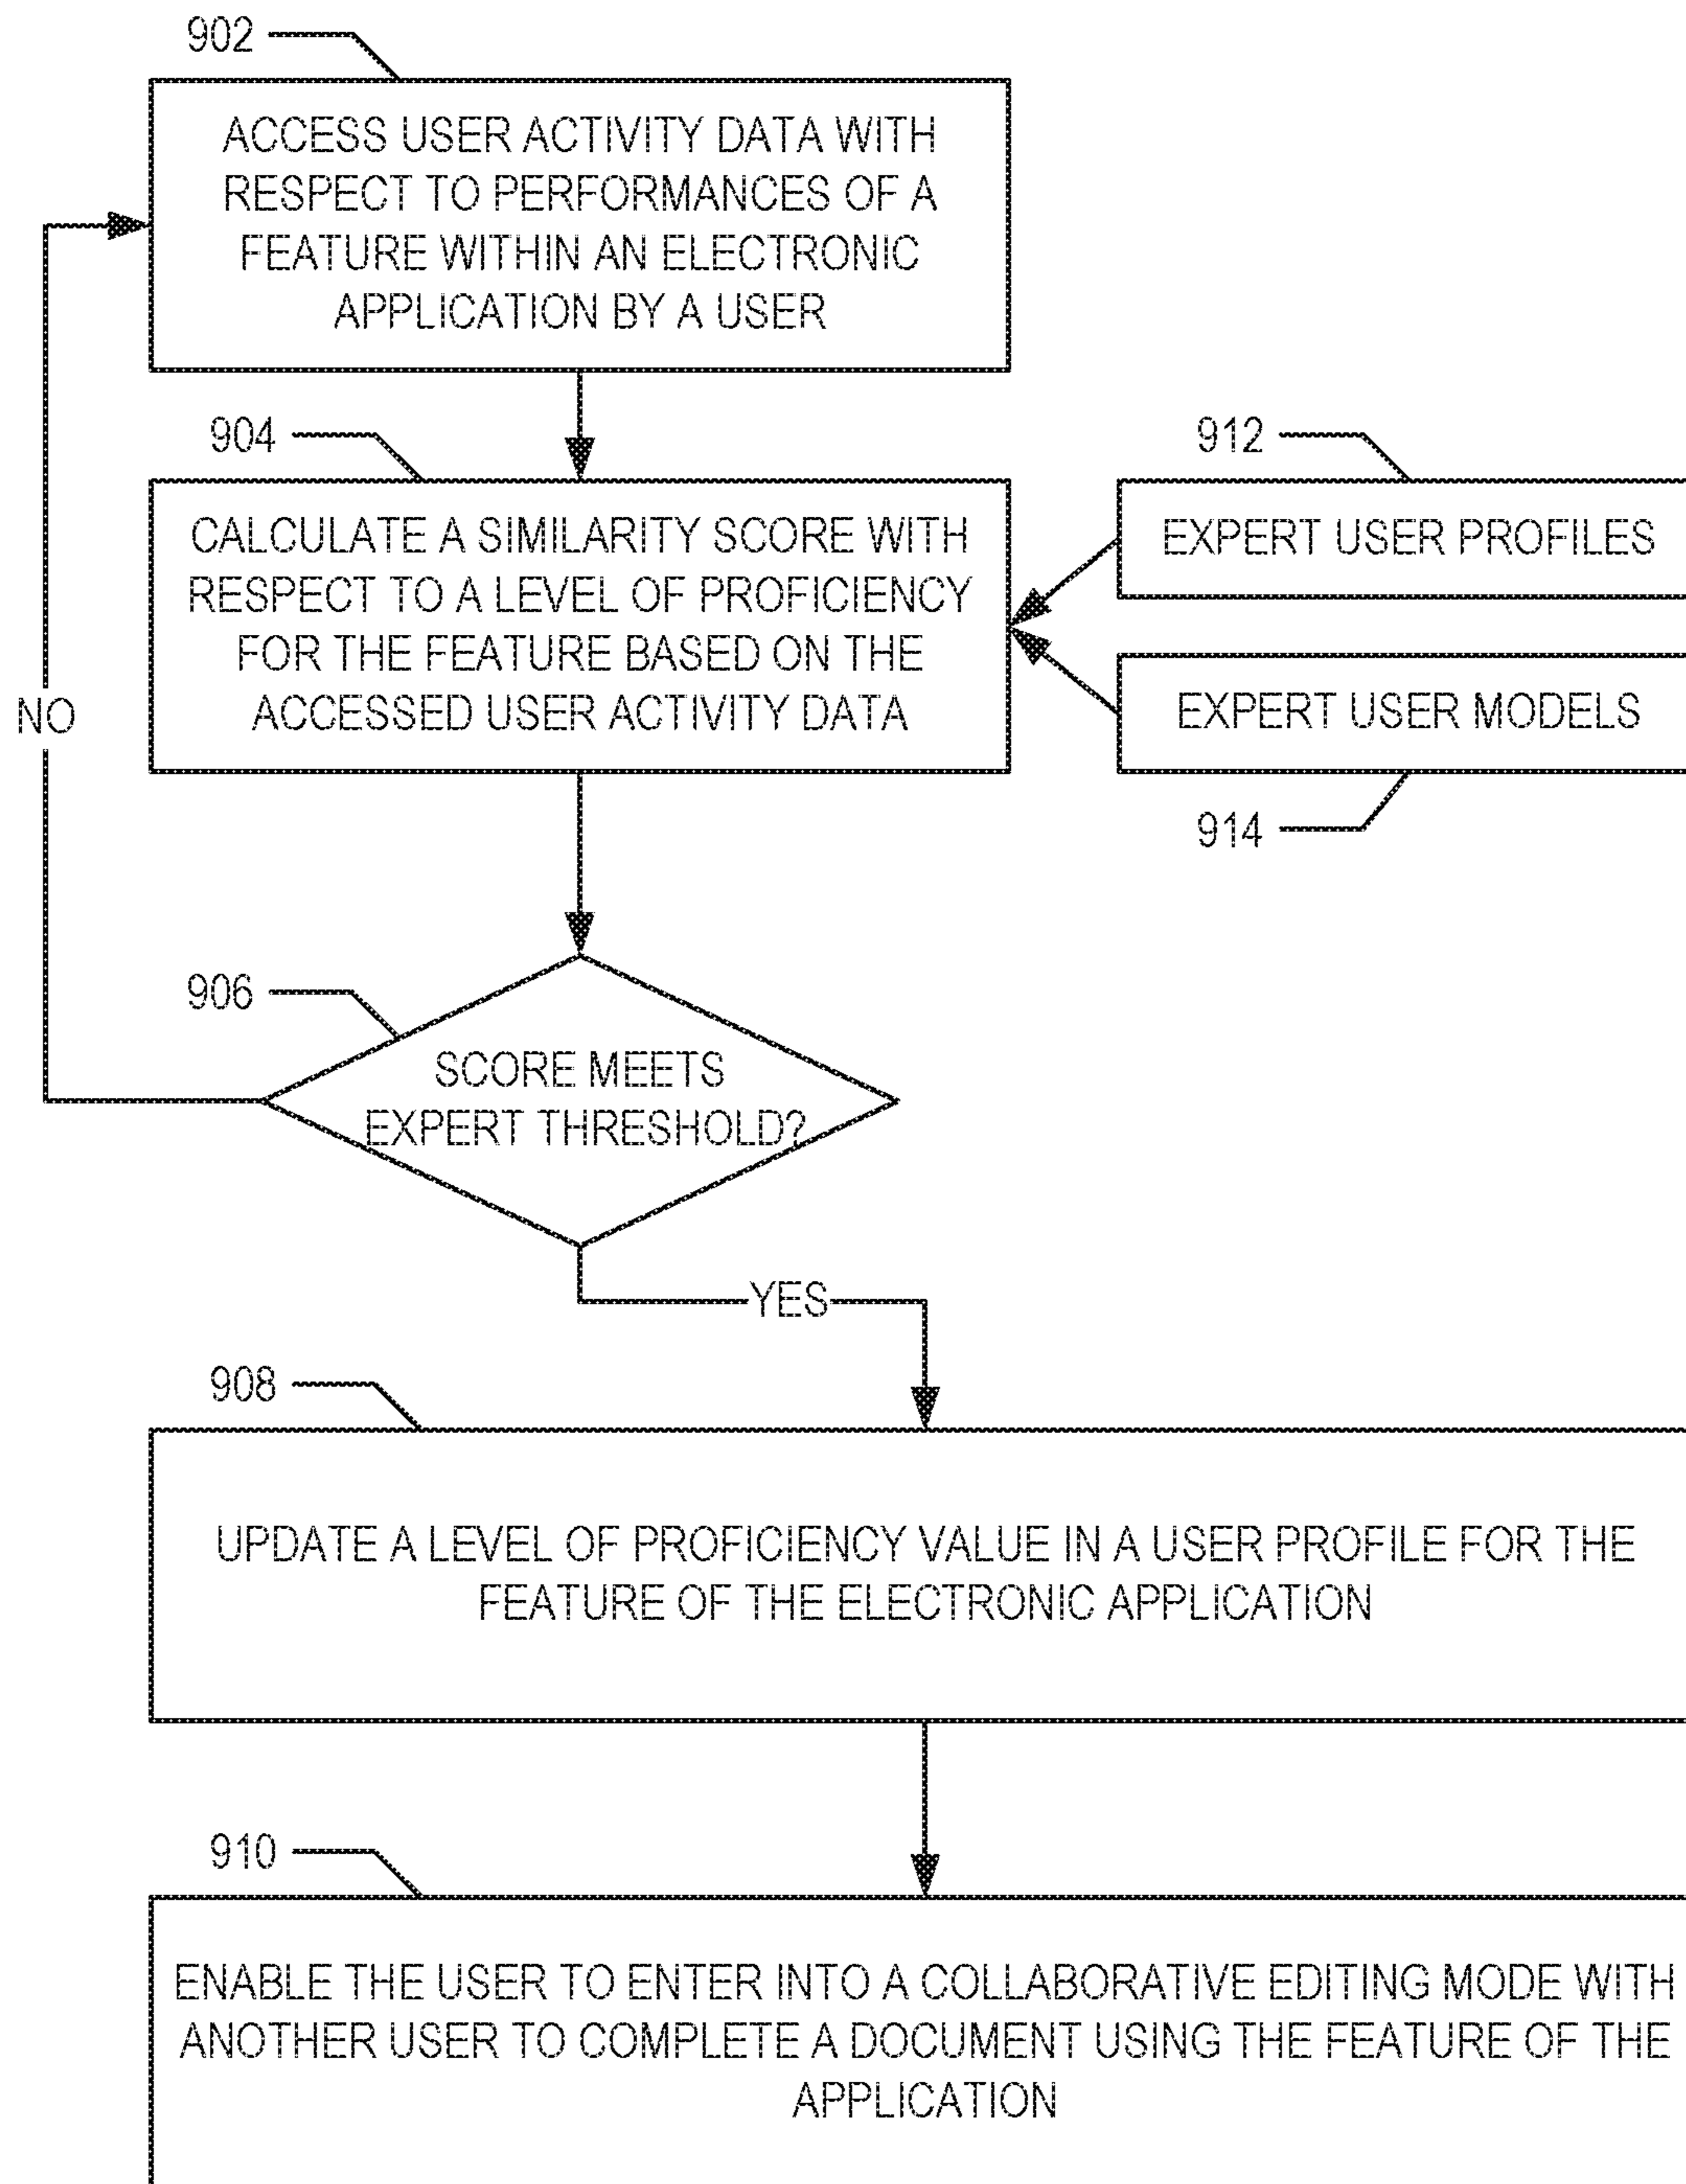 902
ACCESS USER ACTIVITY DATA WITH
RESPECT TO PERFORMANCES OF A
FEATURE WITHIN AN ELECTRONIC
APPLICATION BY A USER
904
CALCULATE A SIMILARITY SCORE WITH
RESPECT TO A LEVEL OF PROFICIENCY
FOR THE FEATURE BASED ON THE
ACCESSED USER ACTIVITY DATA
912
EXPERT USER PROFILES
EXPERT USER MODELS
914
NO
906
SCORE MEETS
EXPERT THRESHOLD?
YES
908
UPDATE A LEVEL OF PROFICIENCY VALUE IN A USER PROFILE FOR THE
FEATURE OF THE ELECTRONIC APPLICATION
910
ENABLE THE USER TO ENTER INTO A COLLABORATIVE EDITING MODE WITH
ANOTHER USER TO COMPLETE A DOCUMENT USING THE FEATURE OF THE
APPLICATION